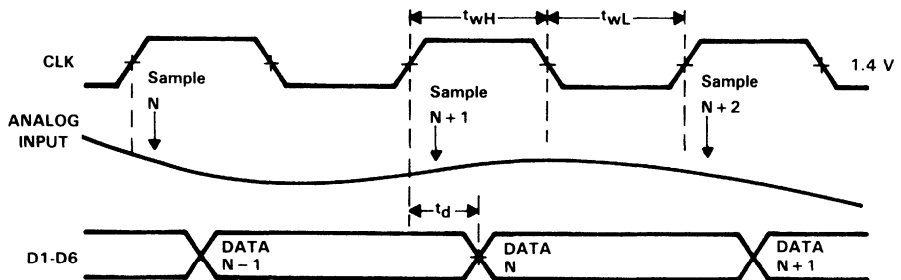 twH
twL
CLK
1.4 V
Sample
N
Sample
N + 1
Sample
N + 2
ANALOG
INPUT
td
D1-D6
DATA
N – 1
DATA
N
DATA
N + 1